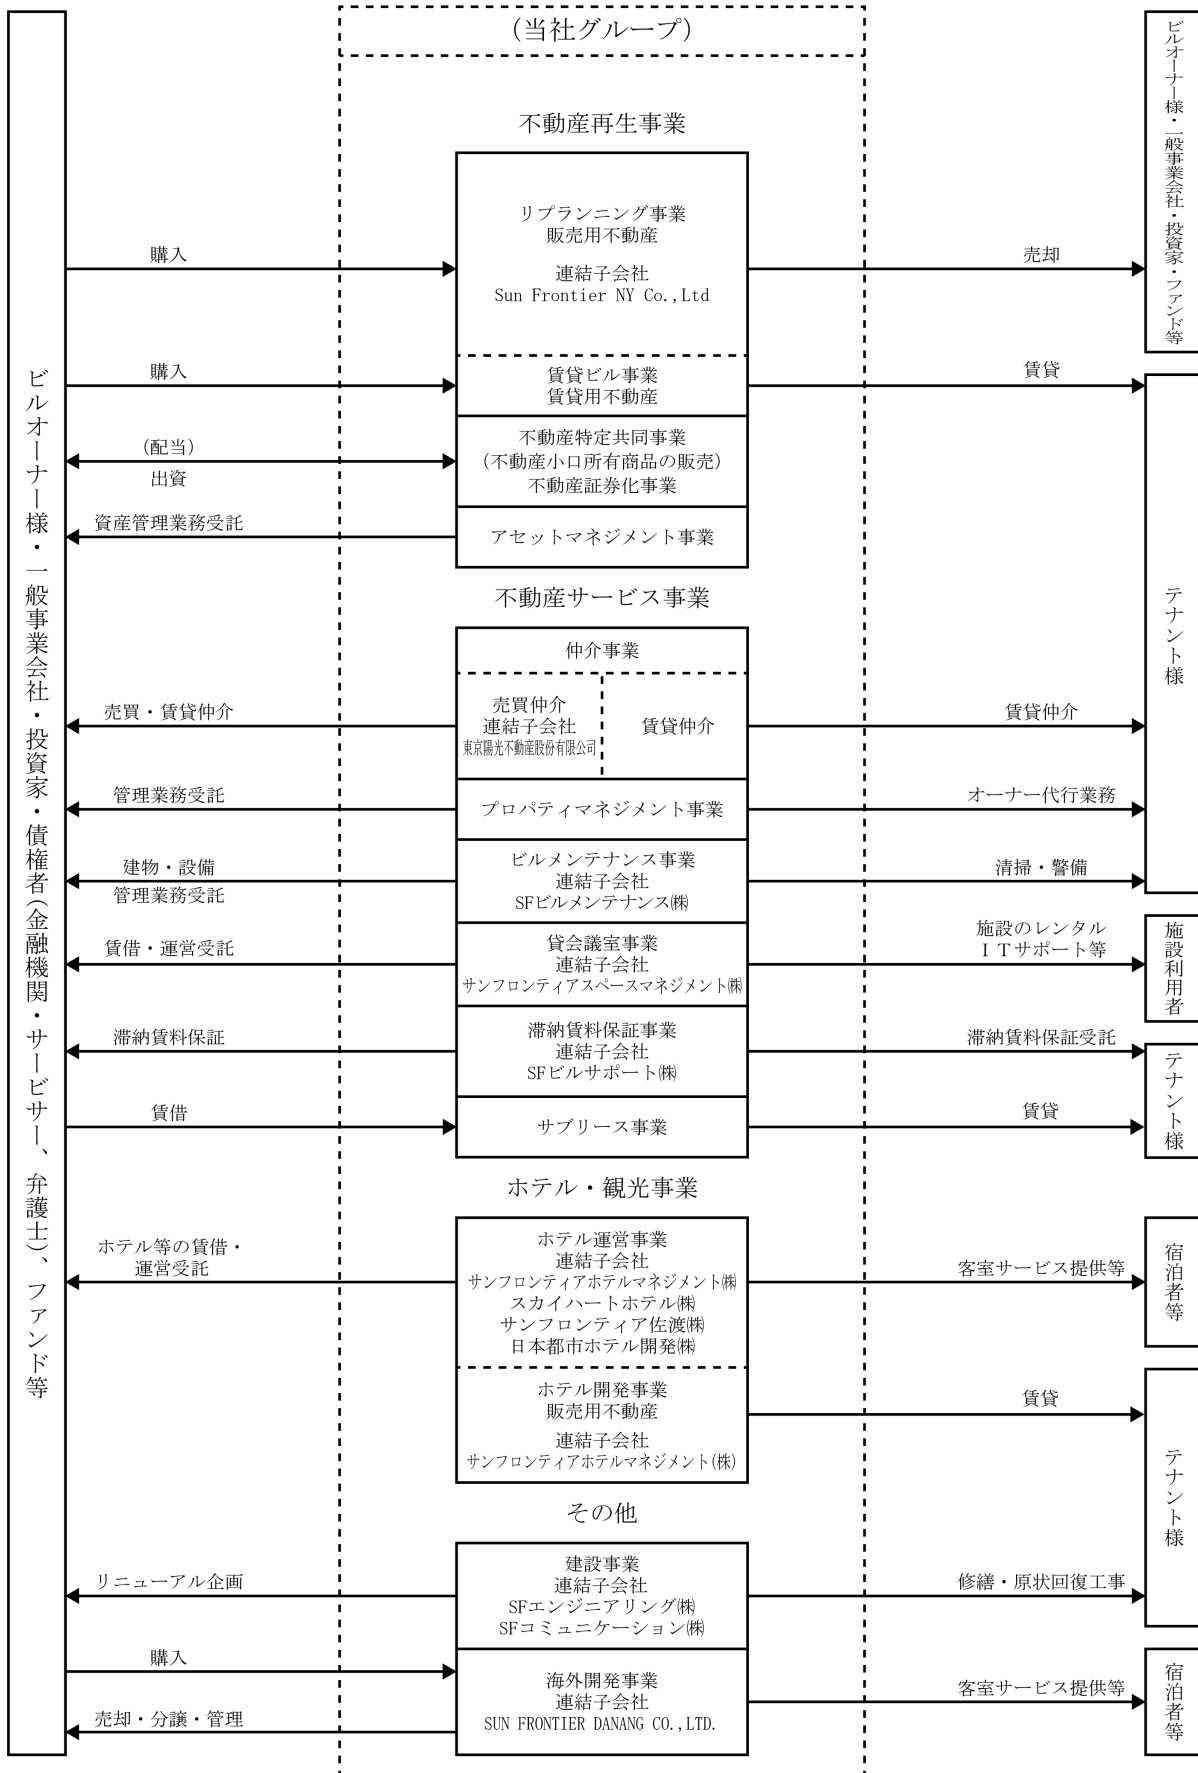 (当社グループ)
ビルオーナー様・一般事業会社・投資家・債権者(金融機関・サービサー、弁護士)、ファンド等
不動産再生事業
購入
リプランニング事業
販売用不動産
連結子会社
Sun Frontier NY Co.,Ltd
売却
ビルオーナー様・一般事業会社・投資家・ファンド等
購入
賃貸ビル事業
賃貸用不動産
賃貸
テナント様
(配当)
出資
不動産特定共同事業
(不動産小口所有商品の販売)
不動産証券化事業
資産管理業務受託
アセットマネジメント事業
不動産サービス事業
仲介事業
売買・賃貸仲介
売買仲介
連結子会社
東京陽光不動産股份有限公司
賃貸仲介
賃貸仲介
管理業務受託
プロパティマネジメント事業
オーナー代行業務
建物・設備
管理業務受託
ビルメンテナンス事業
連結子会社
SFビルメンテナンス㈱
清掃・警備
賃借・運営受託
貸会議室事業
連結子会社
サンフロンティアスペースマネジメント㈱
施設のレンタル
ITサポート等
施設利用者
滞納賃料保証
滞納賃料保証事業
連結子会社
SFビルサポート㈱
滞納賃料保証受託
テナント様
賃借
サブリース事業
賃貸
ホテル・観光事業
ホテル等の賃借・
運営受託
ホテル運営事業
連結子会社
サンフロンティアホテルマネジメント㈱
スカイハートホテル㈱
サンフロンティア佐渡㈱
日本都市ホテル開発㈱
客室サービス提供等
宿泊者等
ホテル開発事業
販売用不動産
連結子会社
サンフロンティアホテルマネジメント(株)
賃貸
テナント様
その他
リニューアル企画
建設事業
連結子会社
SFエンジニアリング㈱
SFコミュニケーション㈱
修繕・原状回復工事
購入
売却・分譲・管理
海外開発事業
連結子会社
SUN FRONTIER DANANG CO.,LTD.
客室サービス提供等
宿泊者等